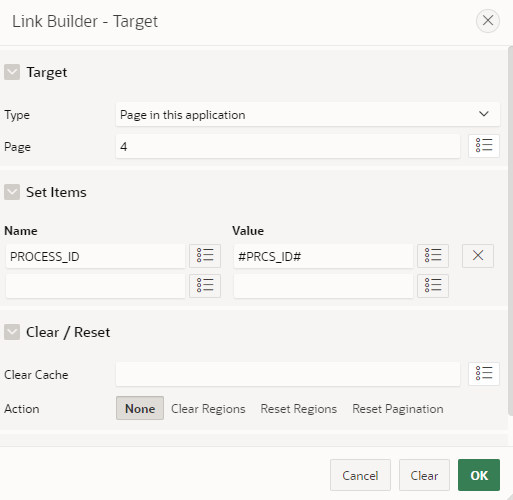 Link Builder - Target
Target
Type Page in this application
Page 4
Set Items
Name Value
PROCESS_ID #PRCS_ID#
Clear / Reset
Clear Cache
Action None Clear Regions Reset Regions Reset Pagination
Cancel Clear OK